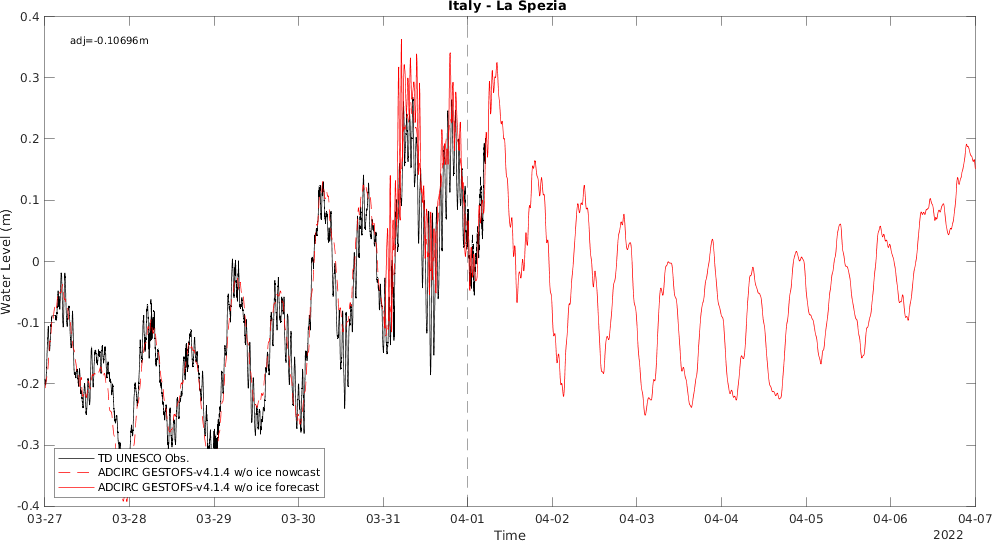 Italy - La Spezia
adj=-0.10696m
0.4
0.3
0.2
0.1
0
-0.1
-0.2
-0.3
-0.4
Water Level (m)
TD UNESCO Obs.
ADCIRC GESTOFS-v4.1.4 w/o ice nowcast
ADCIRC GESTOFS-v4.1.4 w/o ice forecast
03-27 03-28 03-29 03-30 03-31 04-01 04-02 04-03 04-04 04-05 04-06 04-07
Time
2022